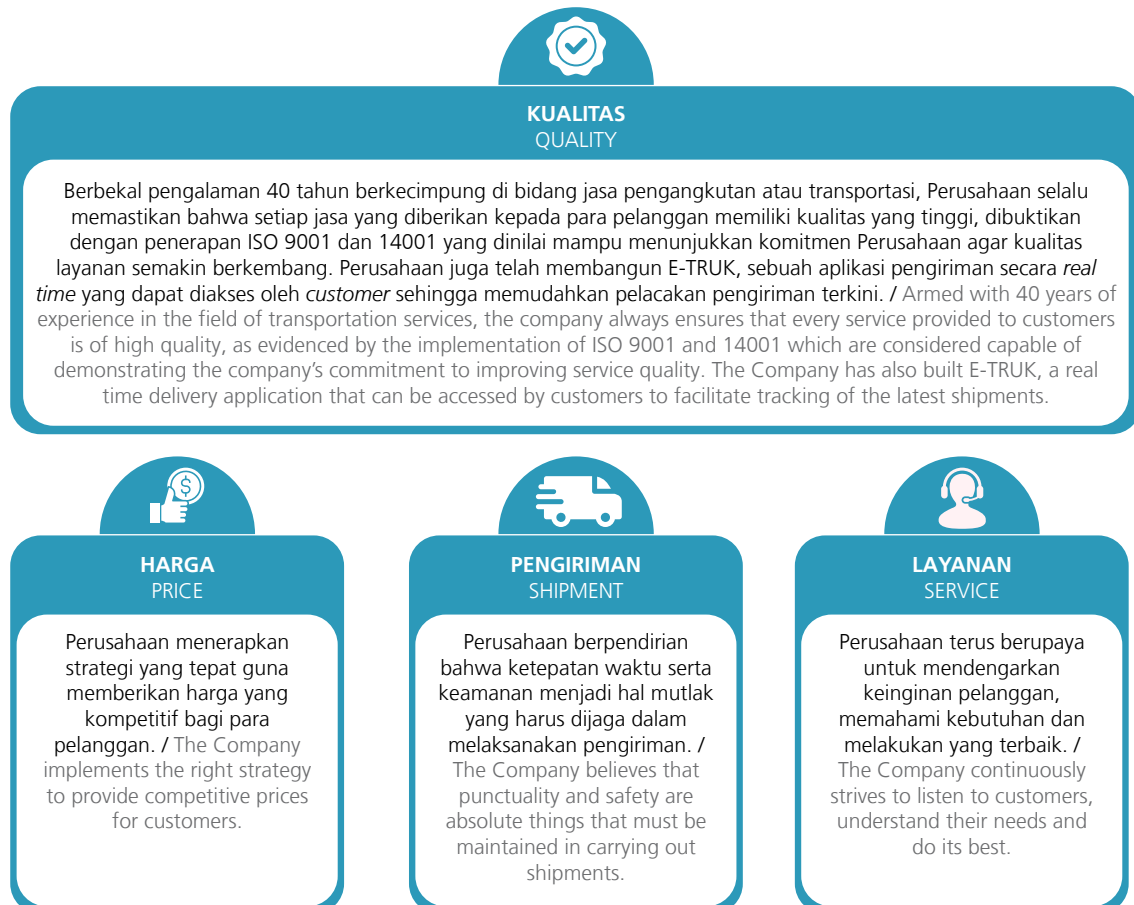 KUALITAS
QUALITY
Berbekal pengalaman 40 tahun berkecimpung di bidang jasa pengangkutan atau transportasi, Perusahaan selalu
memastikan bahwa setiap jasa yang diberikan kepada para pelanggan memiliki kualitas yang tinggi, dibuktikan
dengan penerapan ISO 9001 dan 14001 yang dinilai mampu menunjukkan komitmen Perusahaan agar kualitas
layanan semakin berkembang. Perusahaan juga telah membangun E-TRUK, sebuah aplikasi pengiriman secara real
time yang dapat diakses oleh customer sehingga memudahkan pelacakan pengiriman terkini. / Armed with 40 years of
experience in the field of transportation services, the company always ensures that every service provided to customers
is of high quality, as evidenced by the implementation of ISO 9001 and 14001 which are considered capable of
demonstrating the company's commitment to improving service quality. The Company has also built E-TRUK, a real
time delivery application that can be accessed by customers to facilitate tracking of the latest shipments.
HARGA
PRICE
Perusahaan menerapkan
strategi yang tepat guna
memberikan harga yang
kompetitif bagi para
pelanggan. / The Company
implements the right strategy
to provide competitive prices
for customers.
PENGIRIMAN
SHIPMENT
Perusahaan berpendirian
bahwa ketepatan waktu serta
keamanan menjadi hal mutlak
yang harus dijaga dalam
melaksanakan pengiriman. /
The Company believes that
punctuality and safety are
absolute things that must be
maintained in carrying out
shipments.
LAYANAN
SERVICE
Perusahaan terus berupaya
untuk mendengarkan
keinginan pelanggan,
memahami kebutuhan dan
melakukan yang terbaik. /
The Company continuously
strives to listen to customers,
understand their needs and
do its best.